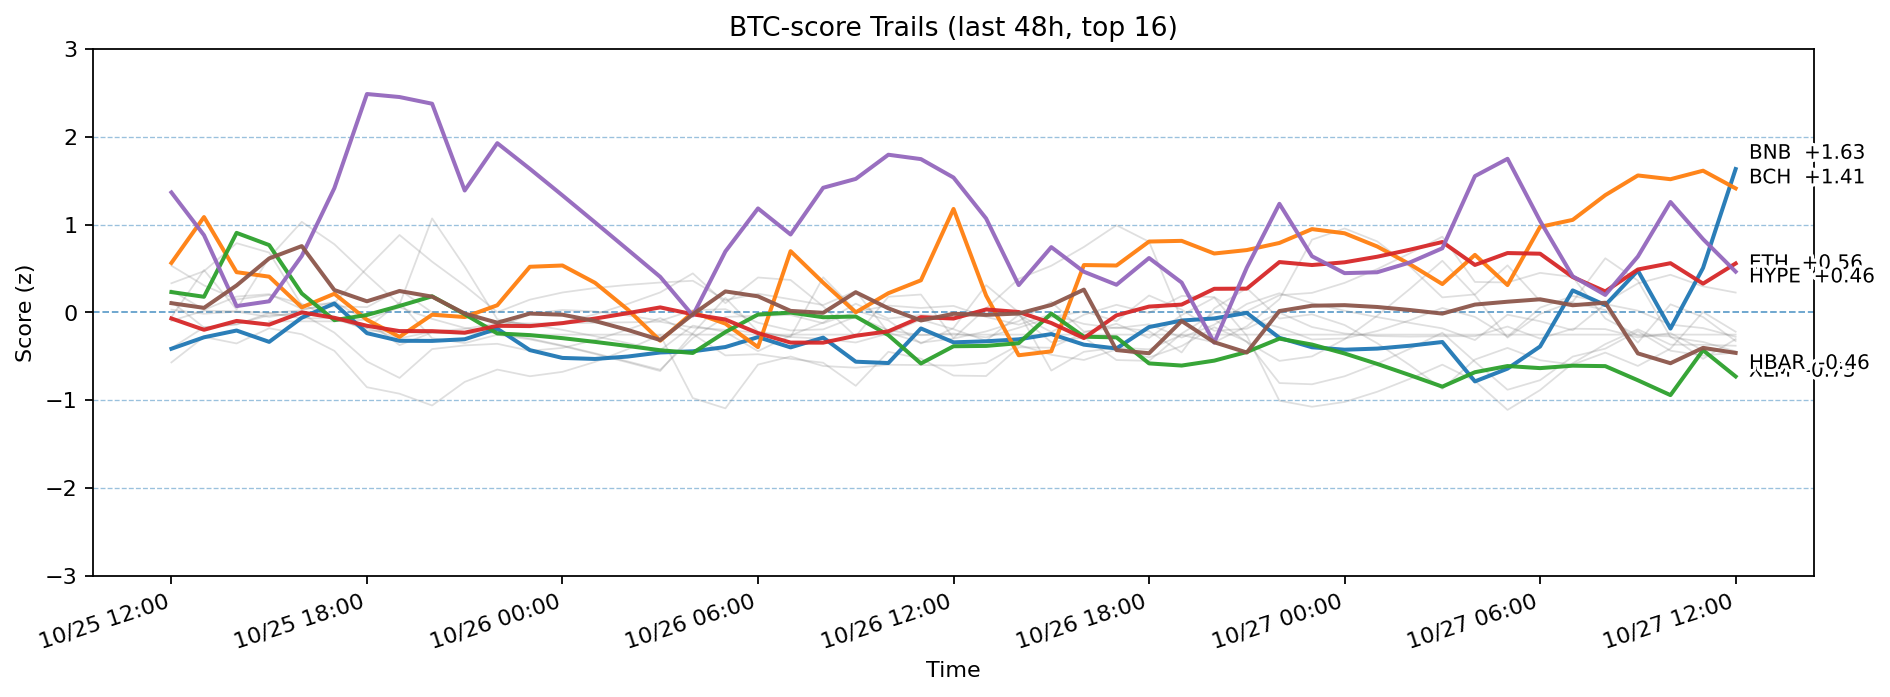 BTC-score Trails (last 48h, top 16)
Score (z)
3
2
1
0
−1
−2
−3
BNB +1.63
BCH +1.41
ETH +0.56
HYPE +0.46
HBAR -0.46
XLM -0.73
10/25 12:00
10/25 18:00
10/26 00:00
10/26 06:00
10/26 12:00
10/26 18:00
10/27 00:00
10/27 06:00
10/27 12:00
Time